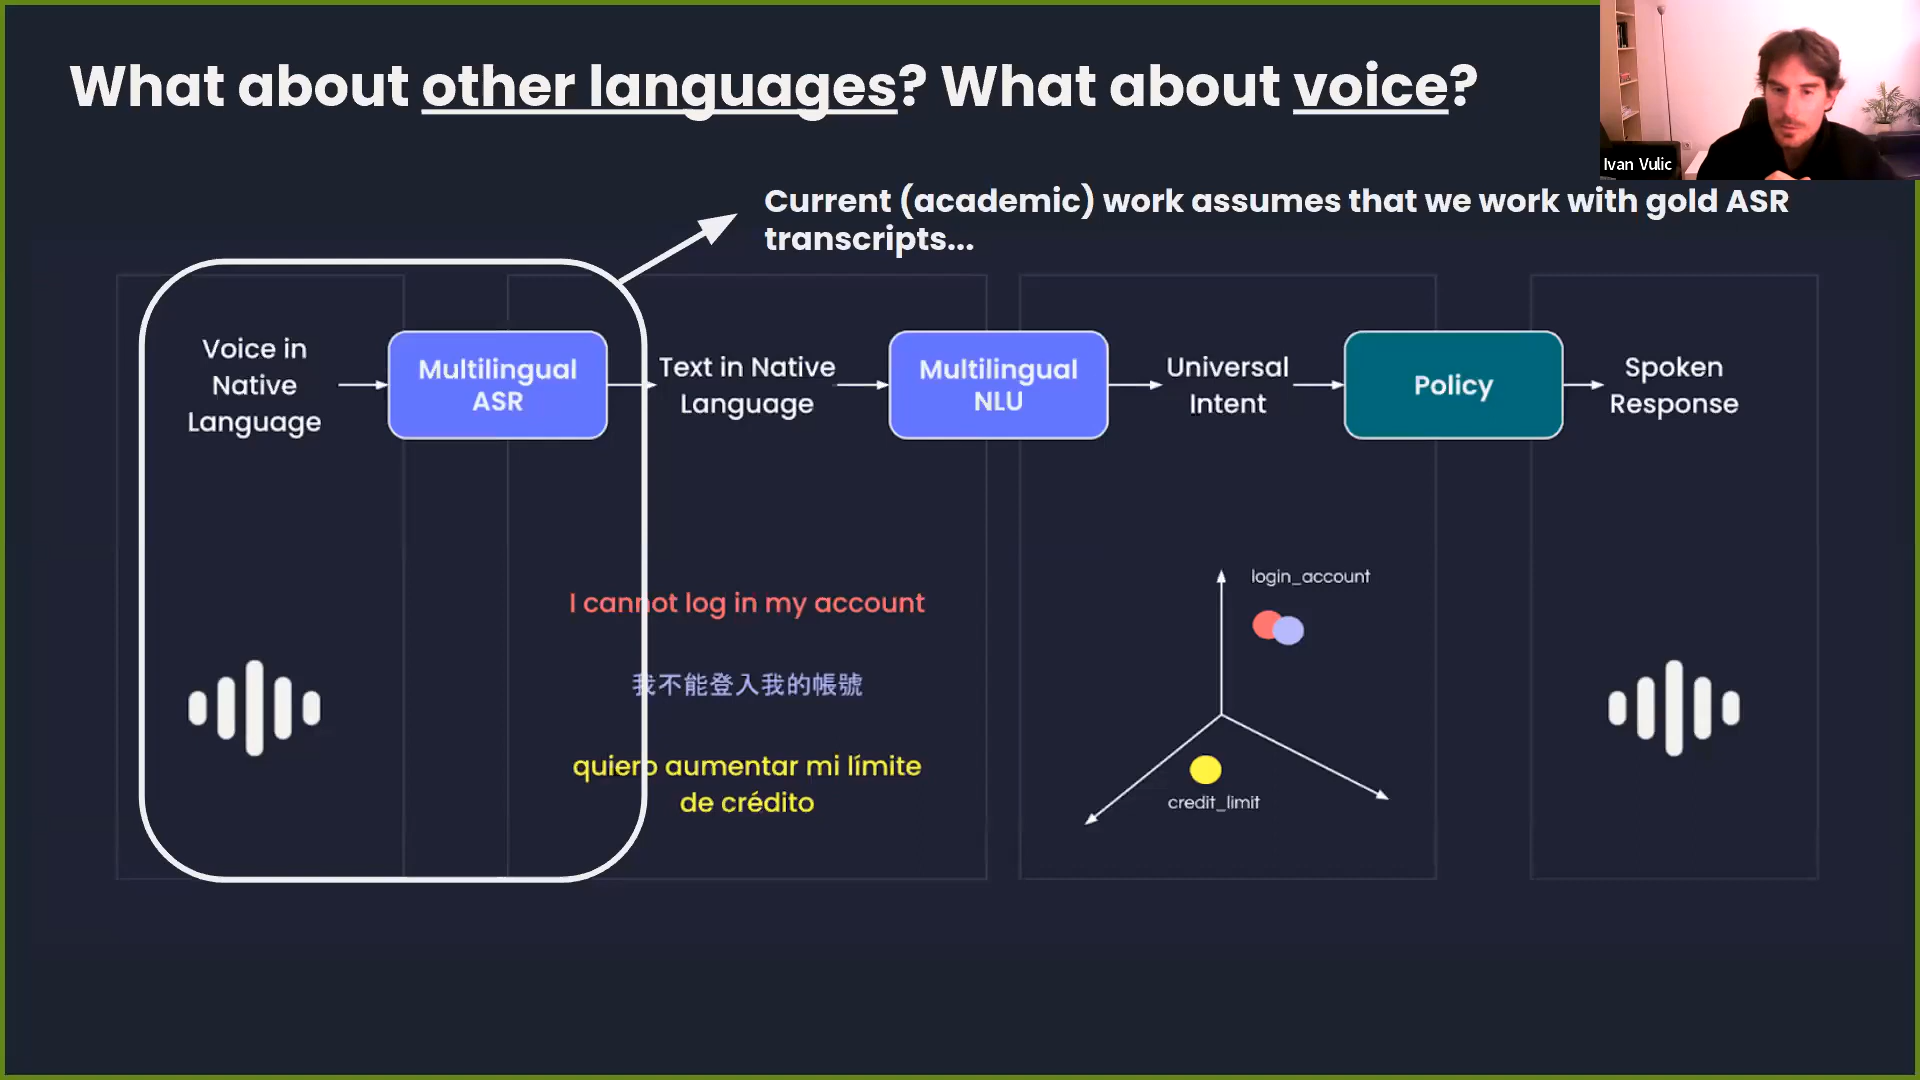 What about other languages? What about voice?
Ivan Vulic
Current (academic) work assumes that we work with gold ASR
transcripts...
Voice in
Native
Language
Multilingual
ASR
Text in Native
Language
Multilingual
NLU
Universal
Intent
Policy
Spoken
Response
I cannot log in my account
我不能登入我的帳號
quiero aumentar mi límite
de crédito
login_account
credit_limit